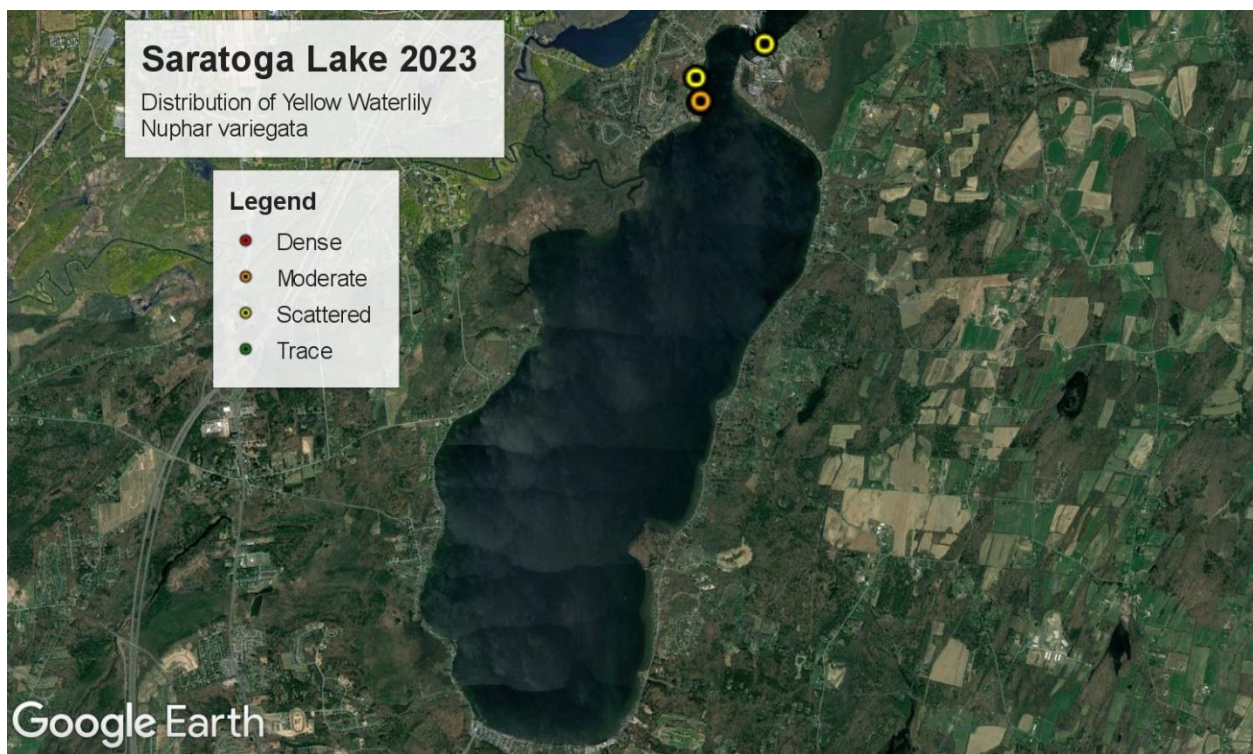 Saratoga Lake 2023
Distribution of Yellow Waterlily
Nuphar variegata
Legend
Dense
Moderate
Scattered
Trace
Google Earth